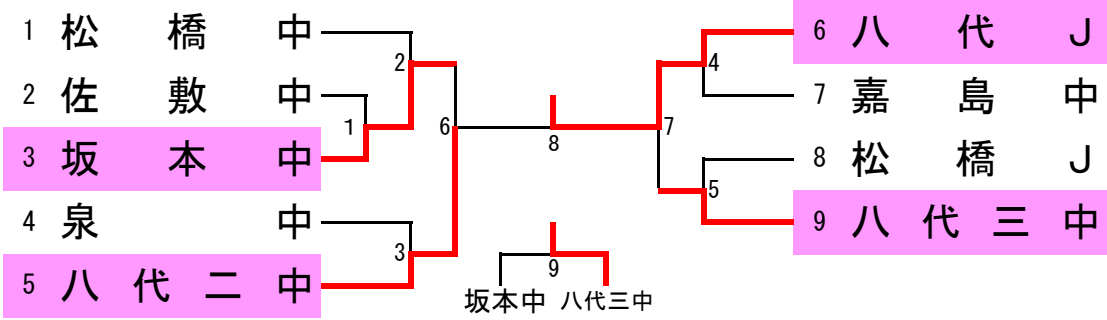 1 松橋中
2 佐敷中
3 坂本中
4 泉中
5 八代二中
2
1
6
3
8
9
坂本中 八代三中
4
7
5
6 八代J
7 嘉島中
8 松橋J
9 八代三中